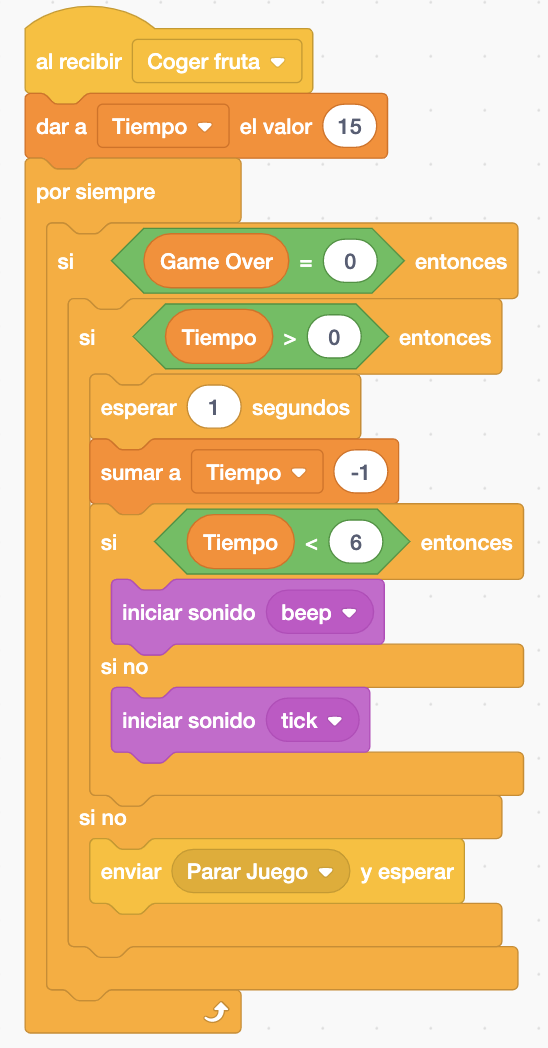 al recibir Coger fruta
dar a Tiempo el valor 15
por siempre
si Game Over = 0 entonces
si Tiempo > 0 entonces
esperar 1 segundos
sumar a Tiempo -1
si Tiempo < 6 entonces
iniciar sonido beep
si no
iniciar sonido tick
si no
enviar Parar Juego y esperar